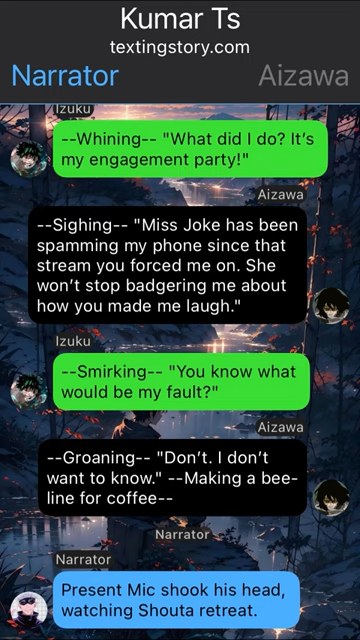 Kumar Ts
textingstory.com
Narrator Aizawa
Izuku
--Whining-- "What did I do? It's
my engagement party!"
Aizawa
--Sighing-- "Miss Joke has been
spamming my phone since that
stream you forced me on. She
won't stop badgering me about
how you made me laugh."
Izuku
--Smirking-- "You know what
would be my fault?"
Aizawa
--Groaning-- "Don't. I don't
want to know." --Making a bee-
line for coffee--
Narrator
Narrator
Present Mic shook his head,
watching Shouta retreat.